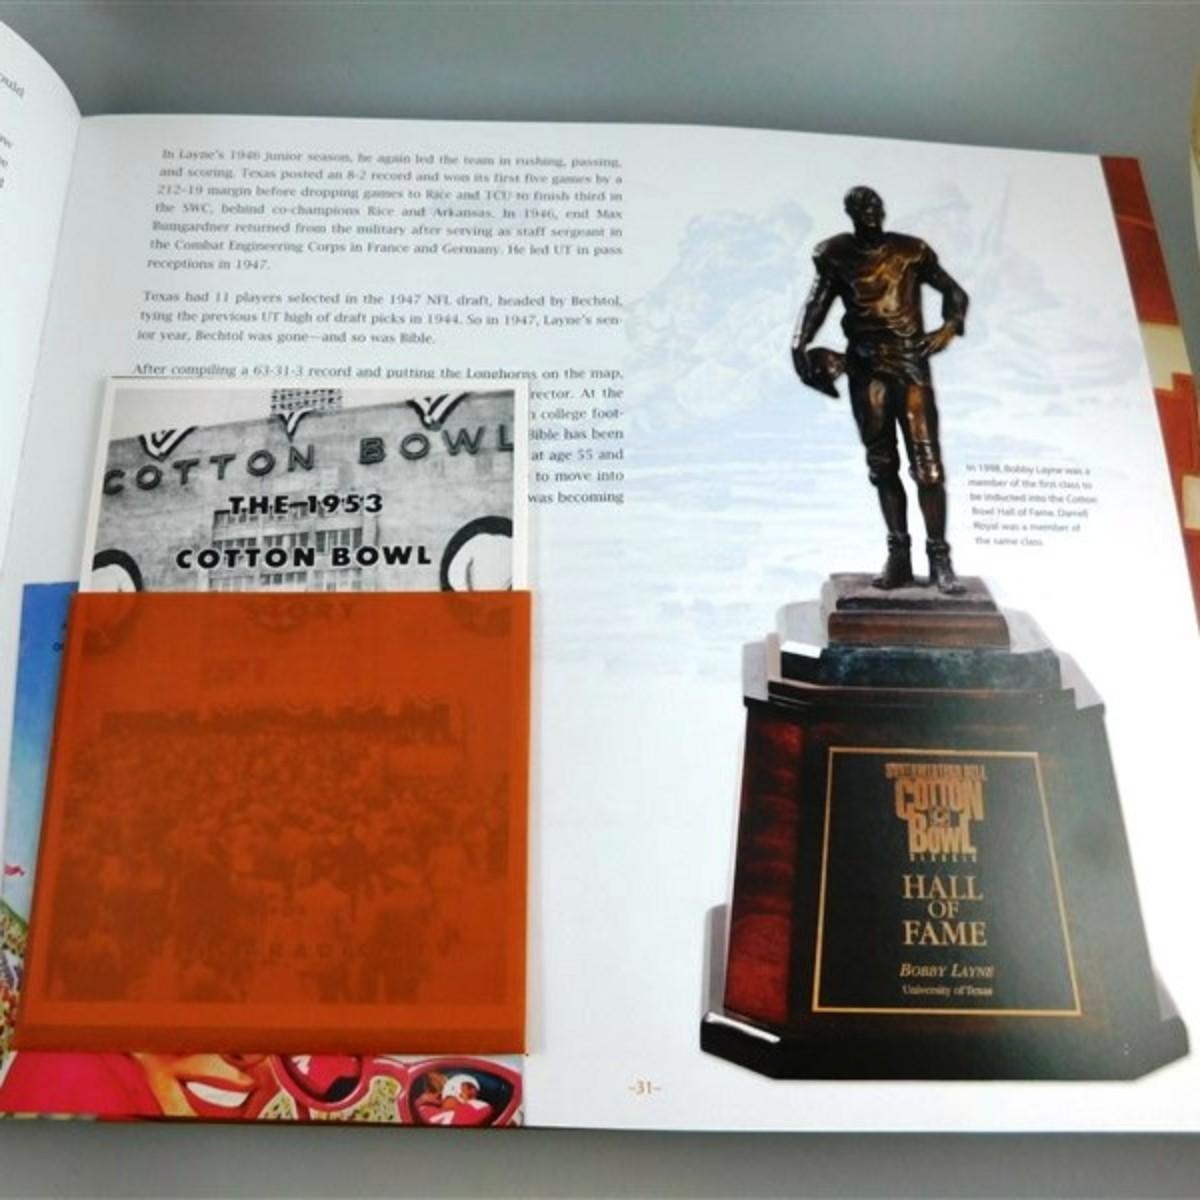 ould
In Layne's 1946 junior season, he again led the team in rushing, passing,
and scoring. Texas posted an 8-2 record and won its first five games by a
212–19 margin before dropping games to Rice and TCU to finish third in
the SWC, behind co-champions Rice and Arkansas. In 1946, end Max
Bumgardner returned from the military after serving as staff sergeant in
the Combat Engineering Corps in France and Germany. He led UT in pass
receptions in 1947.
Texas had 11 players selected in the 1947 NFL draft, headed by Bechtol,
tying the previous UT high of draft picks in 1944. So in 1947, Layne's sen-
ior year, Bechtol was gone—and so was Bible.
After compiling a 63-31-3 record and putting the Longhorns on the map,
rector. At the
college foot-
Bible has been
at age 55 and
to move into
was becoming
COTTON BOWL
THE 1953
COTTON BOWL
STORY
In 1998, Bobby Layne was a
member of the first class to
be inducted into the Cotton
Bowl Hall of Fame. Darrell
Royal was a member of
the same class.
COTTON
BOWL
CLASSIC
HALL
OF
FAME
BOBBY LAYNE
University of Texas
–31–